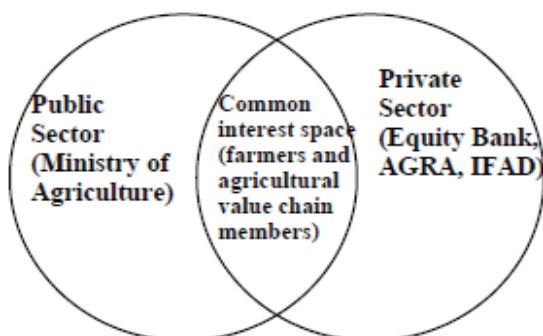 Public
Sector
(Ministry of
Agriculture)
Common
interest space
(farmers and
agricultural
value chain
members)
Private
Sector
(Equity Bank,
AGRA, IFAD)